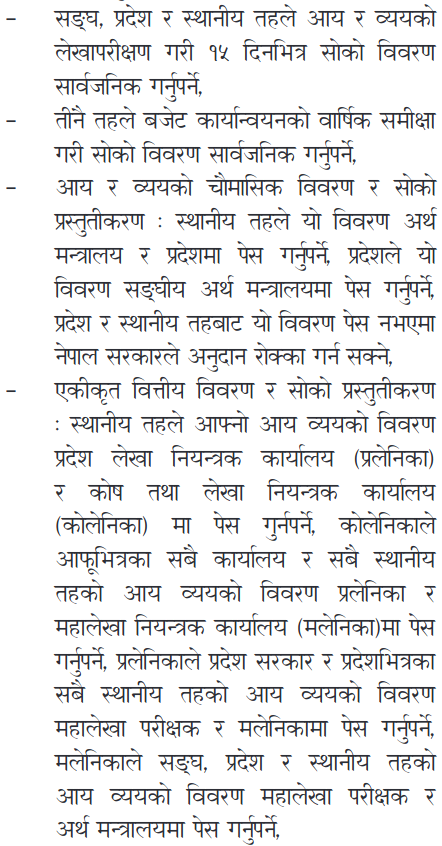 – सङ्घ, प्रदेश र स्थानीय तहले आय र व्ययको
लेखापरीक्षण गरी १५ दिनभित्र सोको विवरण
सार्वजनिक गर्नुपर्ने,
– तीनै तहले बजेट कार्यान्वयनको वार्षिक समीक्षा
गरी सोको विवरण सार्वजनिक गर्नुपर्ने,
– आय र व्ययको चौमासिक विवरण र सोको
प्रस्तुतीकरण : स्थानीय तहले यो विवरण अर्थ
मन्त्रालय र प्रदेशमा पेस गर्नुपर्ने, प्रदेशले यो
विवरण सङ्घीय अर्थ मन्त्रालयमा पेस गर्नुपर्ने,
प्रदेश र स्थानीय तहबाट यो विवरण पेस नभएमा
नेपाल सरकारले अनुदान रोक्का गर्न सक्ने,
– एकीकृत वित्तीय विवरण र सोको प्रस्तुतीकरण
: स्थानीय तहले आफ्नो आय व्ययको विवरण
प्रदेश लेखा नियन्त्रक कार्यालय (प्रलेनिका)
र कोष तथा लेखा नियन्त्रक कार्यालय
(कोलेनिका) मा पेस गुर्नपर्ने, कोलेनिकाले
आफूभित्रका सबै कार्यालय र सबै स्थानीय
तहको आय व्ययको विवरण प्रलेनिका र
महालेखा नियन्त्रक कार्यालय (मलेनिका)मा पेस
गर्नुपर्ने, प्रलेनिकाले प्रदेश सरकार र प्रदेशभित्रका
सबै स्थानीय तहको आय व्ययको विवरण
महालेखा परीक्षक र मलेनिकामा पेस गर्नुपर्ने,
मलेनिकाले सङ्घ, प्रदेश र स्थानीय तहको
आय व्ययको विवरण महालेखा परीक्षक र
अर्थ मन्त्रालयमा पेस गर्नुपर्ने,